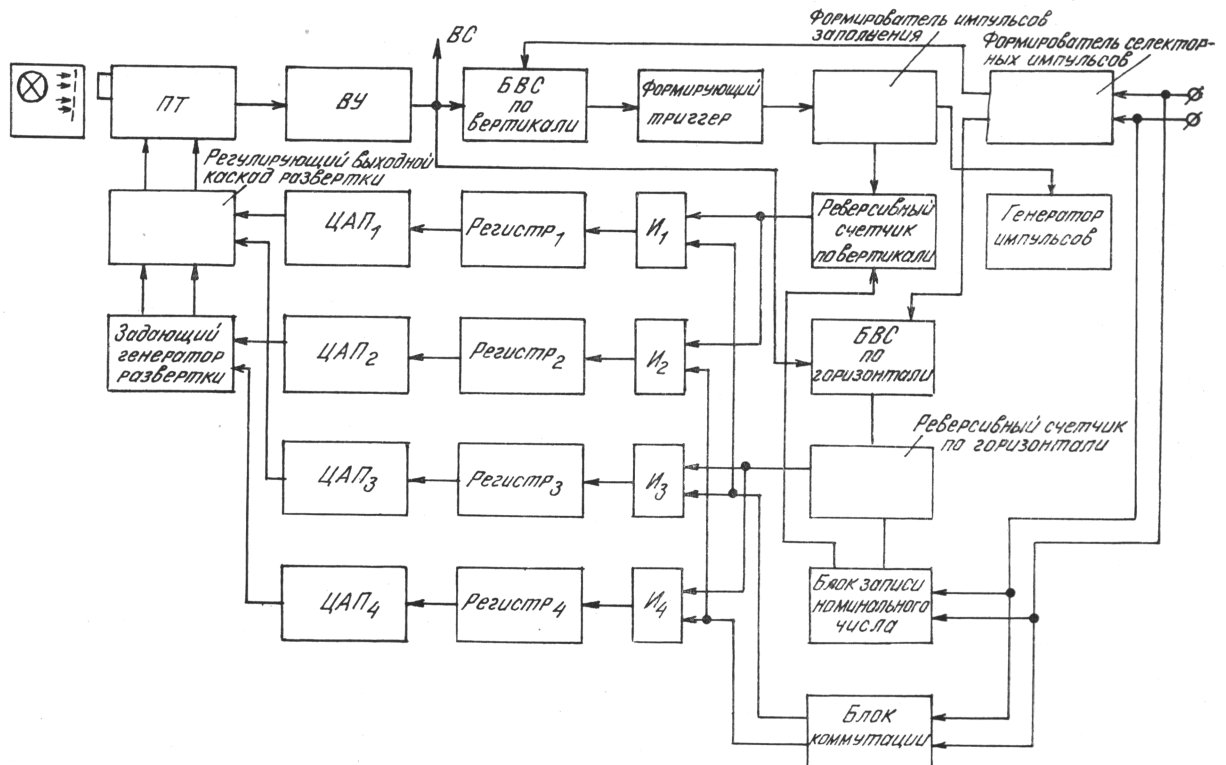 ВС
Формирователь импульсов
заполнения
Формирователь селектор-
ных импульсов
ПТ
ВУ
БВС
по
вертикали
Формирующий
триггер
Регулирующий выходной
каскад развертки
ЦАП1
Регистр1
И1
Реверсивный
счетчик
по вертикали
Генератор
импульсов
Задающий
генератор
развертки
ЦАП2
Регистр2
И2
БВС
по
горизонтали
Реверсивный счетчик
по горизонтали
ЦАП3
Регистр3
И3
ЦАП4
Регистр4
И4
Блок записи
номинального
числа
Блок
коммутации